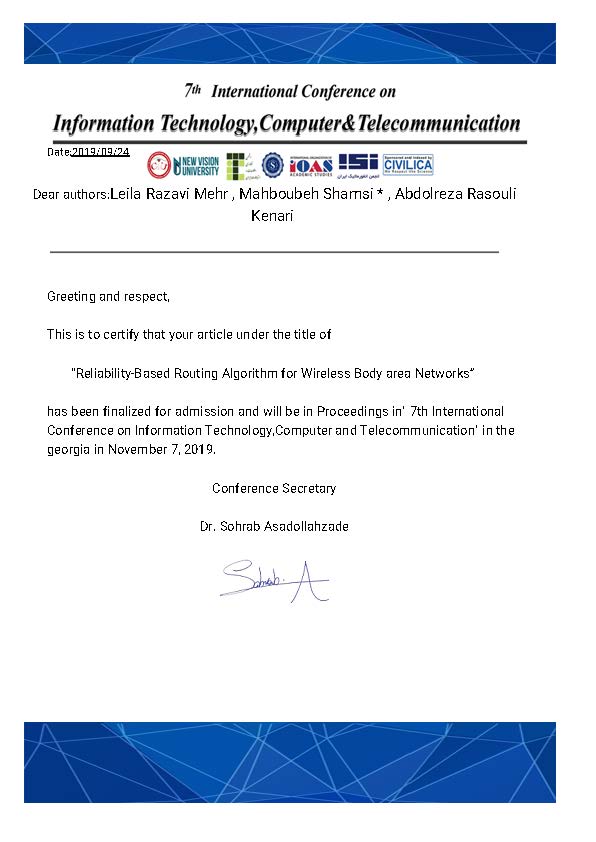 7th International Conference on
Information Technology,Computer&Telecommunication
Date:2019/09/24
NEW VISION
UNIVERSITY
IOAS
ACADEMIC STUDIES
انجمن انفورماتیک ایران
Sponsored and Indexed by
CIVILICA
We Respect the Science
Dear authors:Leila Razavi Mehr , Mahboubeh Shamsi * , Abdolreza Rasouli
Kenari
Greeting and respect,
This is to certify that your article under the title of
"Reliability-Based Routing Algorithm for Wireless Body area Networks"
has been finalized for admission and will be in Proceedings in' 7th International
Conference on Information Technology,Computer and Telecommunication' in the
georgia in November 7, 2019.
Conference Secretary
Dr. Sohrab Asadollahzade
Sohrab. A